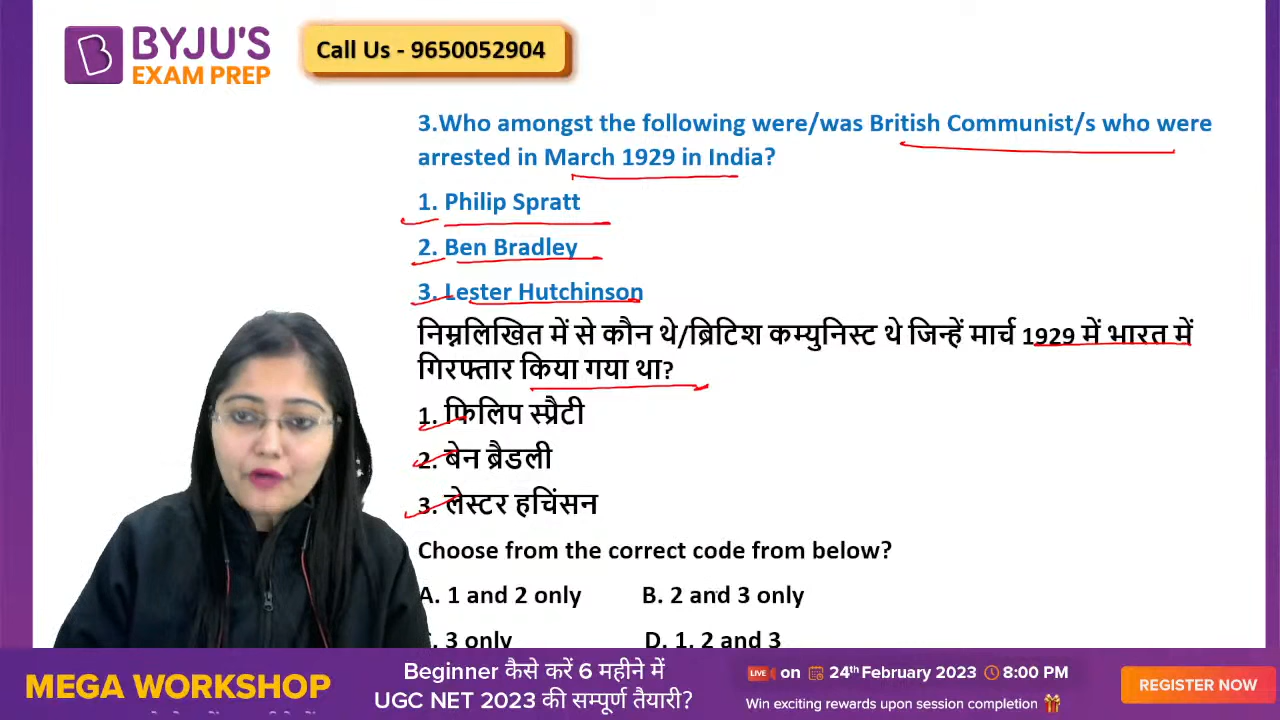 BYJU'S
EXAM PREP
Call Us - 9650052904
3.Who amongst the following were/was British Communist/s who were
arrested in March 1929 in India?
1. Philip Spratt
2. Ben Bradley
3. Lester Hutchinson
निम्नलिखित में से कौन थे/ब्रिटिश कम्युनिस्ट थे जिन्हें मार्च 1929 में भारत में
गिरफ्तार किया गया था?
1. फिलिप स्प्रैटी
2. बेन ब्रैडली
3. लेस्टर हचिंसन
Choose from the correct code from below?
A. 1 and 2 only B. 2 and 3 only
3 only D. 1, 2 and 3
MEGA WORKSHOP
Beginner कैसे करें 6 महीने में
UGC NET 2023 की सम्पूर्ण तैयारी?
LIVE on 24th February 2023 8:00 PM
Win exciting rewards upon session completion
REGISTER NOW